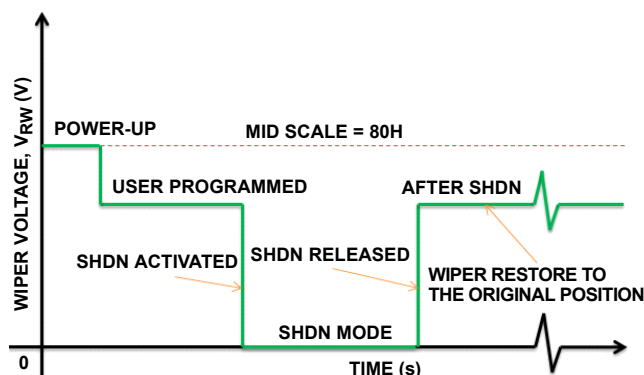 WIPER VOLTAGE, VRW (V)
POWER-UP
MID SCALE = 80H
USER PROGRAMMED
AFTER SHDN
SHDN ACTIVATED
SHDN RELEASED
WIPER RESTORE TO
THE ORIGINAL POSITION
SHDN MODE
0
TIME (s)